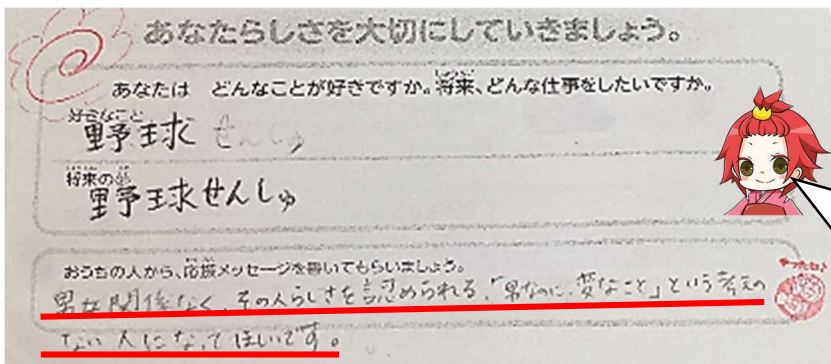 あなたらしさを大切にしていきましょう。
あなたは どんなことが好きですか。将来、どんな仕事をしたいですか。
好きなこと
野球 せんしゅ
将来の夢
野球せんしゅ
おうちの人から、応援メッセージを書いてもらいましょう。
やったね♪
男女関係なく、その人らしさを認められる、「男なのに、変なこと」という考えの
ない人になってほしいです。